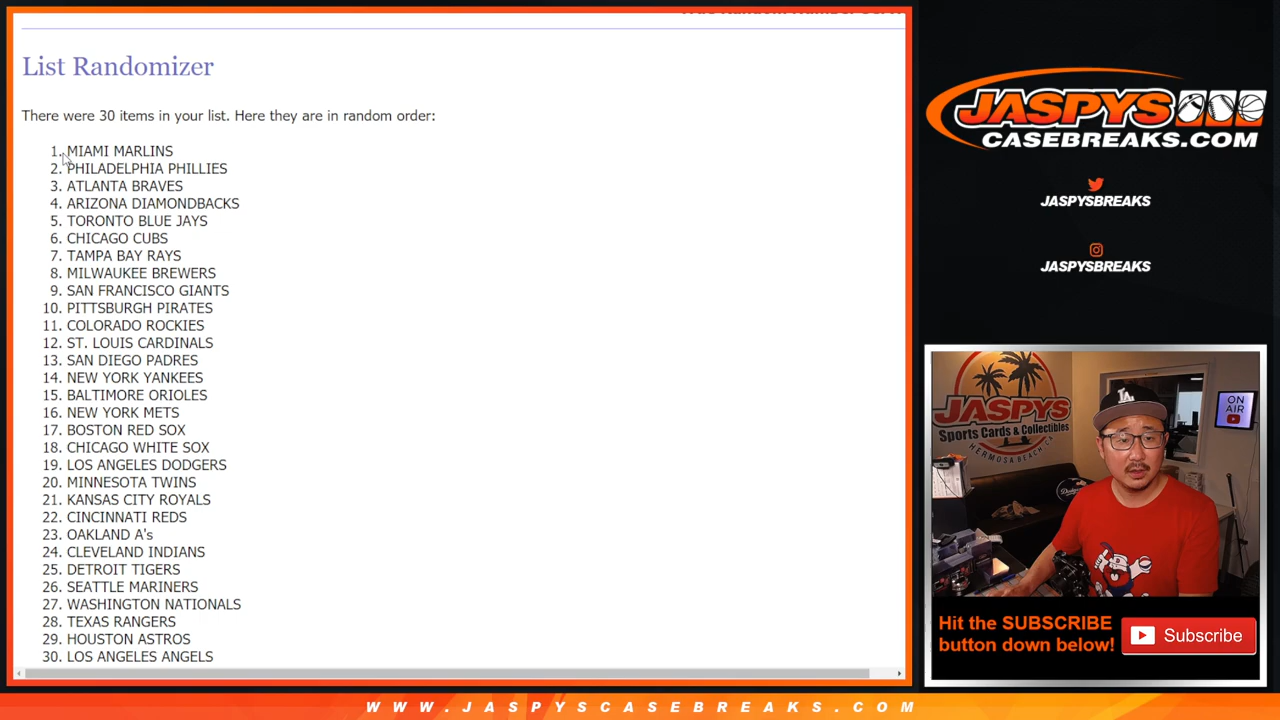 List Randomizer
There were 30 items in your list. Here they are in random order:
1. MIAMI MARLINS
2. PHILADELPHIA PHILLIES
3. ATLANTA BRAVES
4. ARIZONA DIAMONDBACKS
5. TORONTO BLUE JAYS
6. CHICAGO CUBS
7. TAMPA BAY RAYS
8. MILWAUKEE BREWERS
9. SAN FRANCISCO GIANTS
10. PITTSBURGH PIRATES
11. COLORADO ROCKIES
12. ST. LOUIS CARDINALS
13. SAN DIEGO PADRES
14. NEW YORK YANKEES
15. BALTIMORE ORIOLES
16. NEW YORK METS
17. BOSTON RED SOX
18. CHICAGO WHITE SOX
19. LOS ANGELES DODGERS
20. MINNESOTA TWINS
21. KANSAS CITY ROYALS
22. CINCINNATI REDS
23. OAKLAND A's
24. CLEVELAND INDIANS
25. DETROIT TIGERS
26. SEATTLE MARINERS
27. WASHINGTON NATIONALS
28. TEXAS RANGERS
29. HOUSTON ASTROS
30. LOS ANGELES ANGELS
JASPYS
CASEBREAKS.COM
JASPYSBREAKS
JASPYSBREAKS
JASPYS
Sports Cards & Collectibles
HERMOSA BEACH CA
LA
ON
AIR
Dodgers
Hit the SUBSCRIBE
button down below!
Subscribe
WWW.JASPYSCASEBREAKS.COM